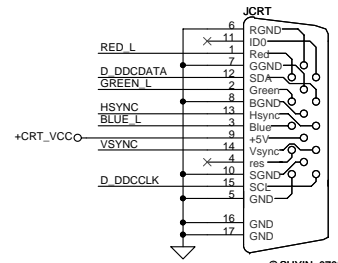 JCRT
6 RGND
11 ID0
RED_L 1 Red
7 GGND
D_DDCDATA 12 SDA
GREEN_L 2 Green
8 BGND
HSYNC 13 Hsync
BLUE_L 3 Blue
+CRT_VCC 9 +5V
VSYNC 14 Vsync
4 res
10 SGND
D_DDCCLK 15 SCL
5 GND
16 GND
17 GND